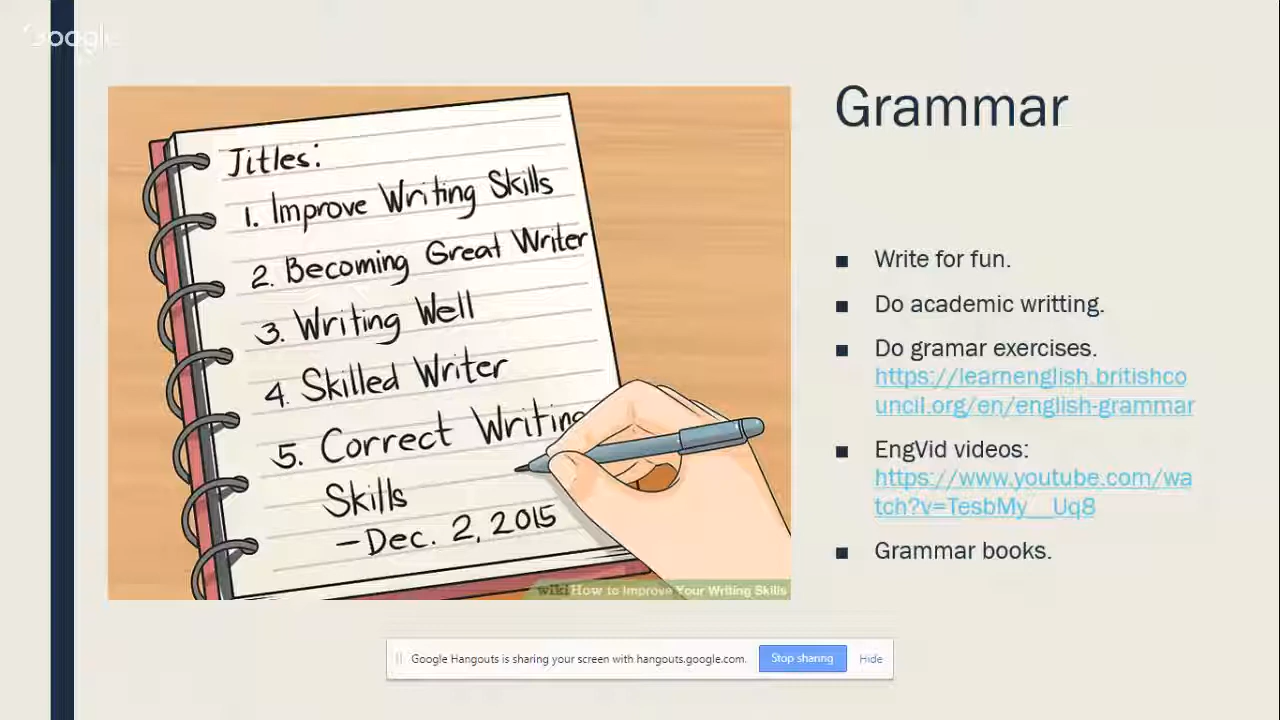 Google
Titles:
1. Improve Writing Skills
2. Becoming Great Writer
3. Writing Well
4. Skilled Writer
5. Correct Writing
Skills
-Dec. 2, 2015
wikiHow to Improve Your Writing Skills
Grammar
Write for fun.
Do academic writting.
Do gramar exercises.
https://learnenglish.britishco
uncil.org/en/english-grammar
EngVid videos:
https://www.youtube.com/wa
tch?v=TesbMy__Uq8
Grammar books.
Google Hangouts is sharing your screen with hangouts.google.com.
Stop sharing
Hide